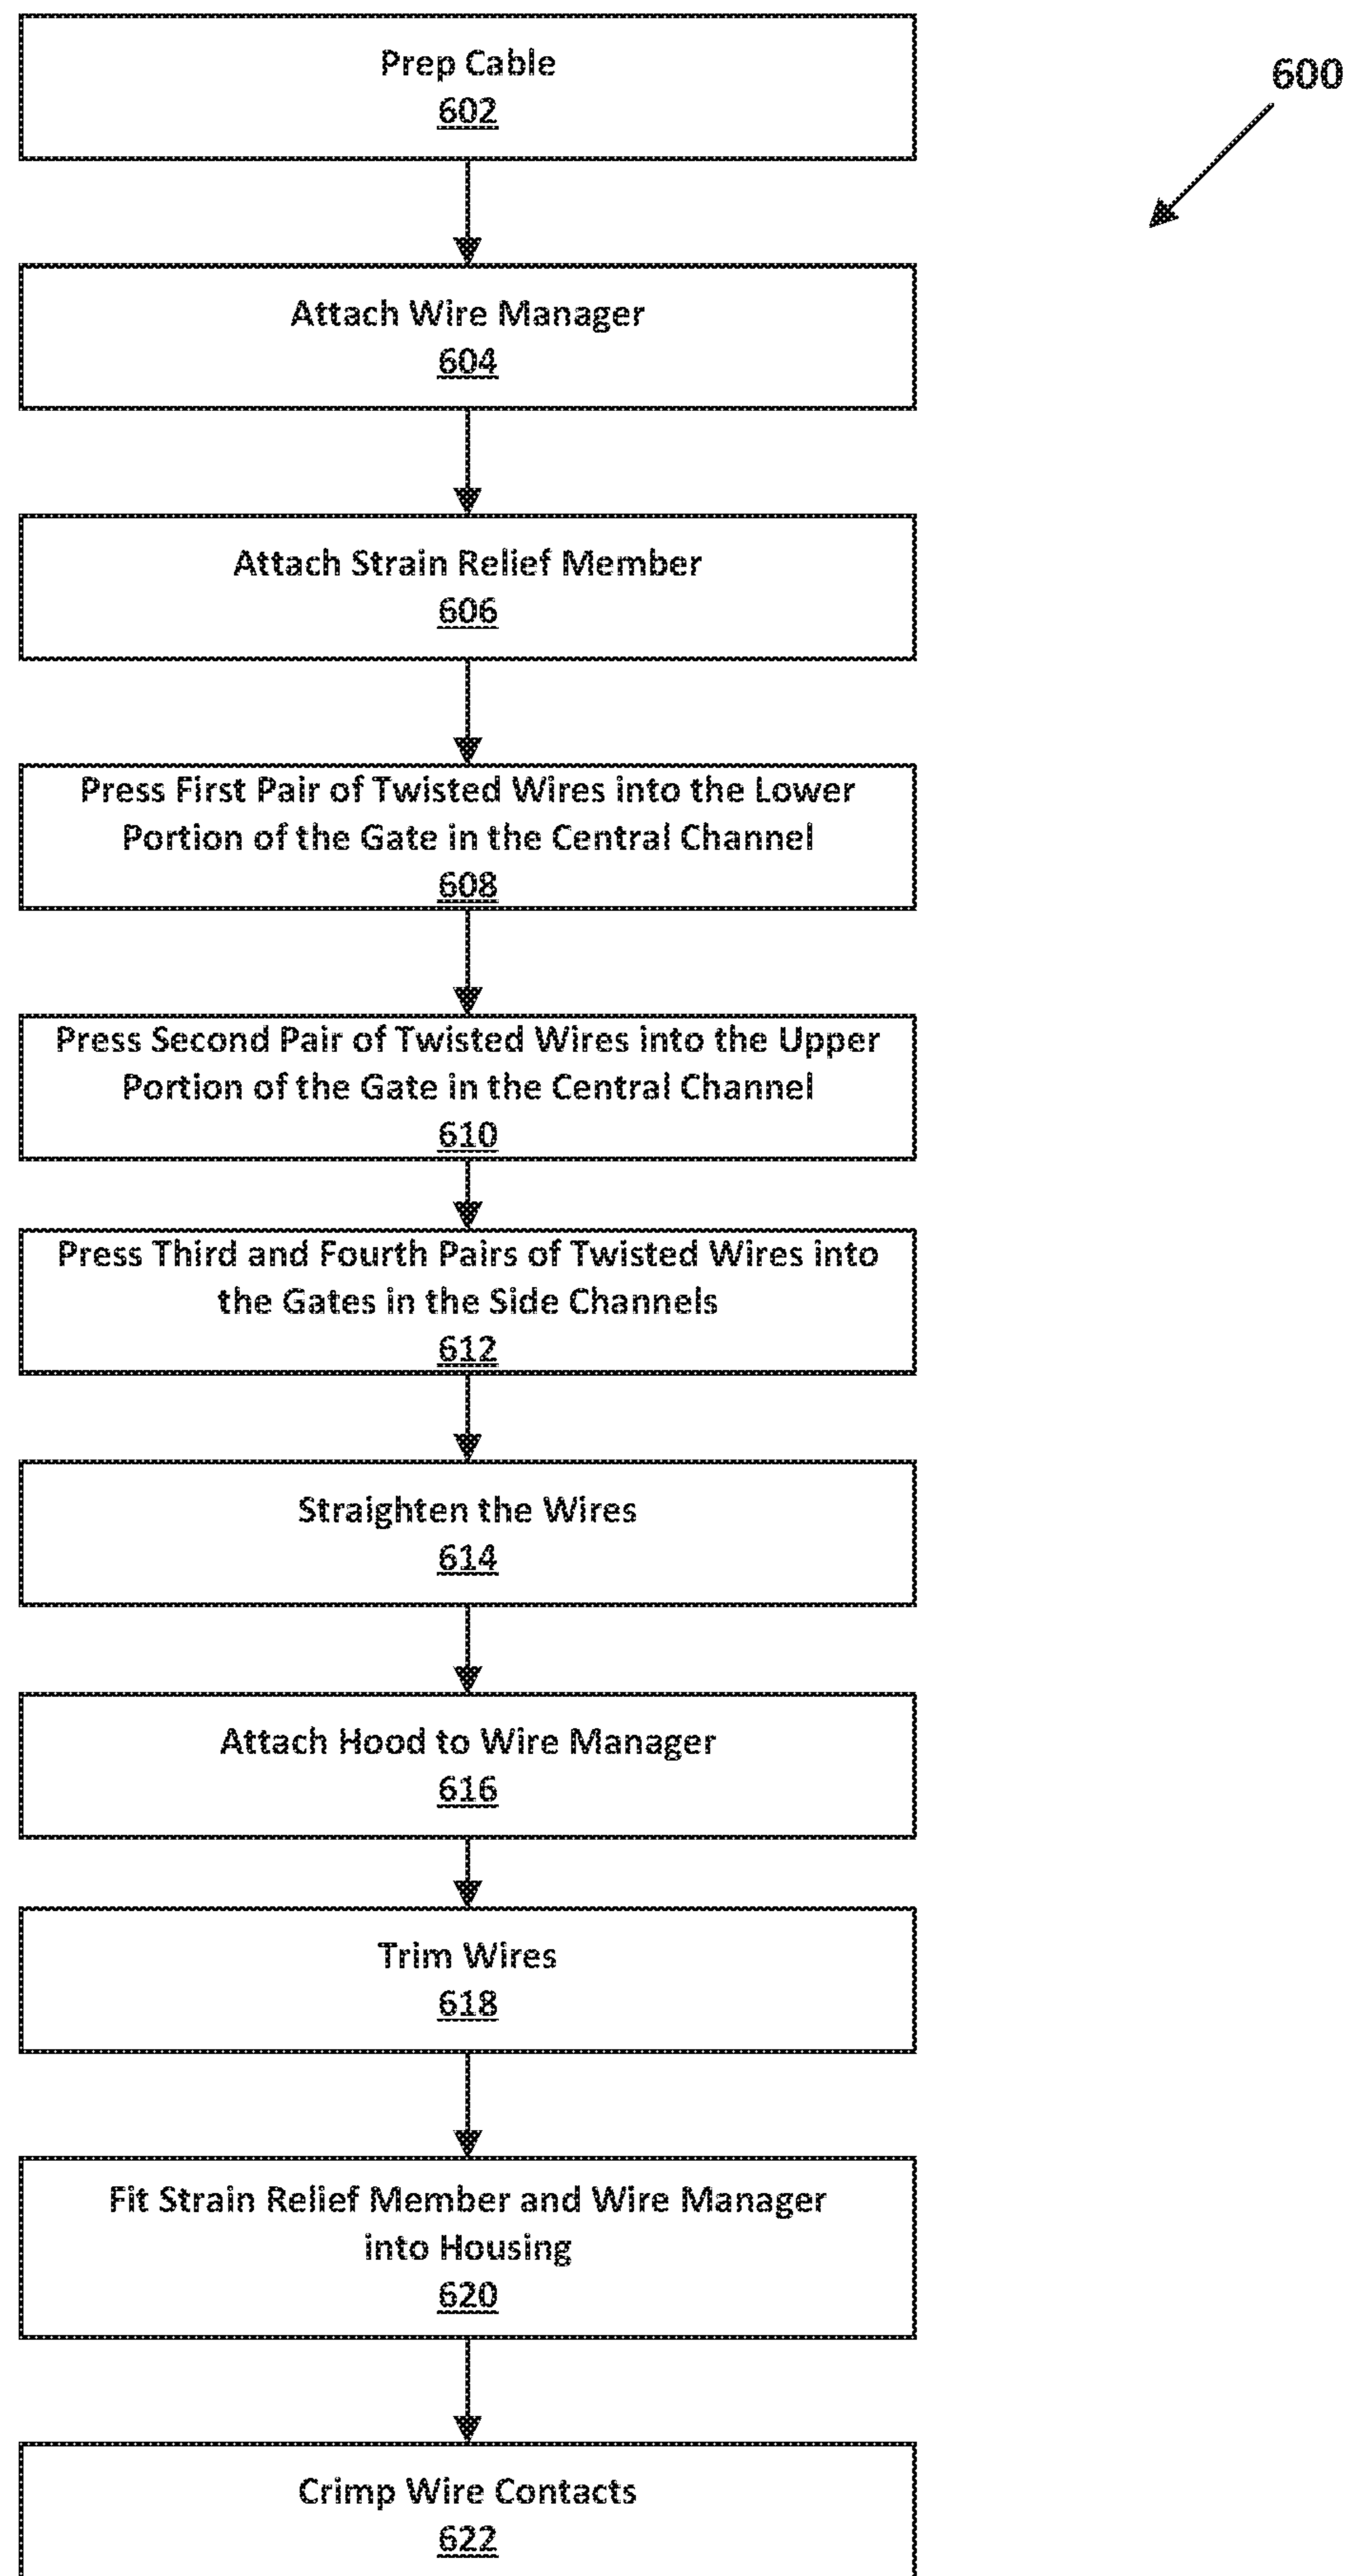 Prep Cable
602
600
Attach Wire Manager
604
Attach Strain Relief Member
606
Press First Pair of Twisted Wires into the Lower
Portion of the Gate in the Central Channel
608
Press Second Pair of Twisted Wires into the Upper
Portion of the Gate in the Central Channel
610
Press Third and Fourth Pairs of Twisted Wires into
the Gates in the Side Channels
612
Straighten the Wires
614
Attach Hood to Wire Manager
616
Trim Wires
618
Fit Strain Relief Member and Wire Manager
into Housing
620
Crimp Wire Contacts
622